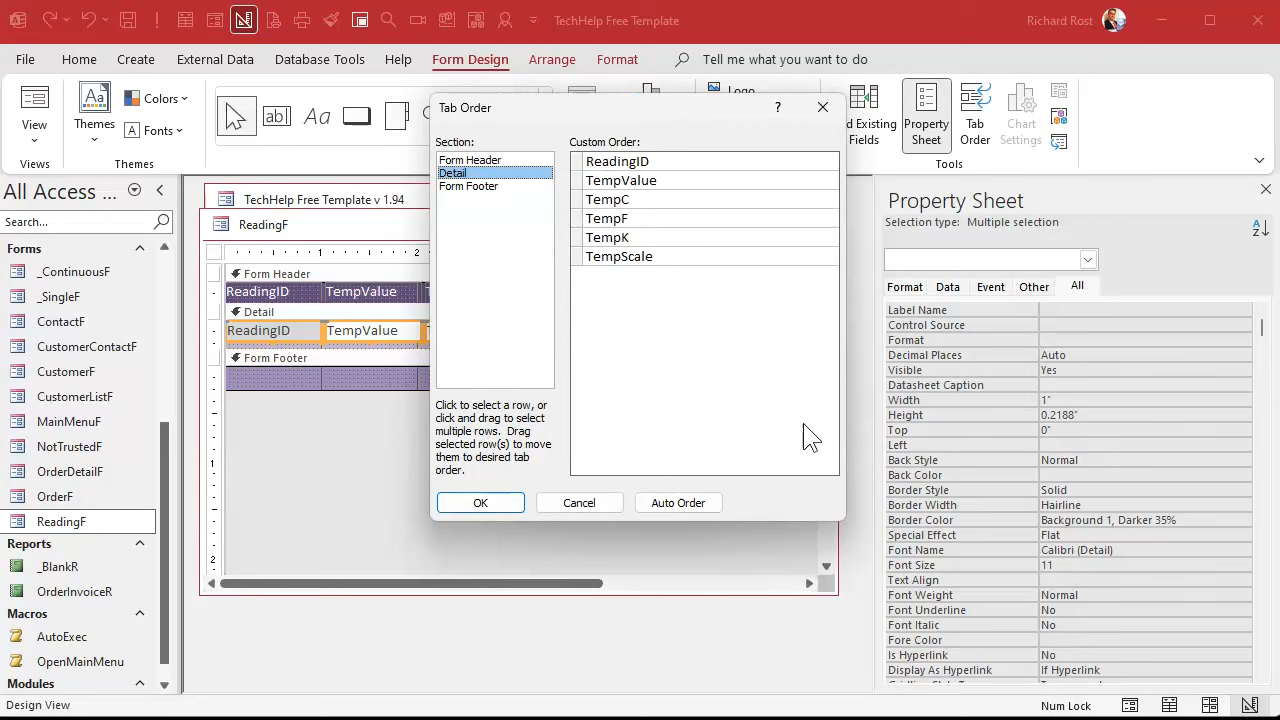 TechHelp Free Template
Richard Rost
File Home Create External Data Database Tools Help Form Design Arrange Format Tell me what you want to do
View
Views
Themes
Colors
Fonts
Themes
Aa
Logo
d Existing
Fields
Property
Sheet
Tab
Order
Chart
Settings
Tools
All Access ...
Search...
Forms
_ContinuousF
_SingleF
ContactF
CustomerContactF
CustomerF
CustomerListF
MainMenuF
NotTrustedF
OrderDetailF
OrderF
ReadingF
Reports
_BlankR
OrderInvoiceR
Macros
AutoExec
OpenMainMenu
Modules
TechHelp Free Template v 1.94
ReadingF
1 2
Form Header
ReadingID TempValue
Detail
ReadingID TempValue
Form Footer
1
2
Tab Order
?
Section:
Form Header
Detail
Form Footer
Click to select a row, or
click and drag to select
multiple rows. Drag
selected row(s) to move
them to desired tab
order.
Custom Order:
ReadingID
TempValue
TempC
TempF
TempK
TempScale
OK Cancel Auto Order
Property Sheet
Selection type: Multiple selection
Format Data Event Other All
Label Name
Control Source
Format
Decimal Places Auto
Visible Yes
Datasheet Caption
Width 1"
Height 0.2188"
Top 0"
Left
Back Style Normal
Back Color
Border Style Solid
Border Width Hairline
Border Color Background 1, Darker 35%
Special Effect Flat
Font Name Calibri (Detail)
Font Size 11
Text Align
Font Weight Normal
Font Underline No
Font Italic No
Fore Color
Is Hyperlink No
Display As Hyperlink If Hyperlink
Design View
Num Lock